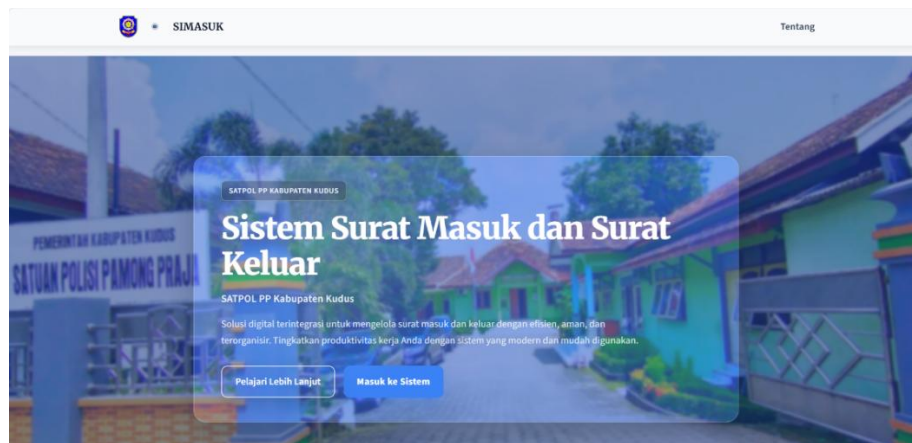 SIMASUK
Tentang
PEMERINTAH KABUPATEN KUDUS
SATUAN POLISI PAMONG PRAJA
SATPOL PP KABUPATEN KUDUS
Sistem Surat Masuk dan Surat
Keluar
SATPOL PP Kabupaten Kudus
Solusi digital terintegrasi untuk mengelola surat masuk dan keluar dengan efisien, aman, dan
terorganisir. Tingkatkan produktivitas kerja Anda dengan sistem yang modern dan mudah digunakan.
Pelajari Lebih Lanjut
Masuk ke Sistem